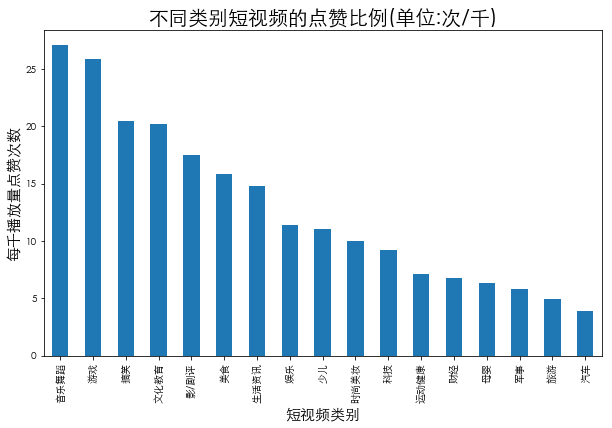 不同类别短视频的点赞比例(单位:次/千)
每千播放量点赞次数
25
20
15
10
5
0
音乐舞蹈
游戏
搞笑
文化教育
影/剧评
美食
生活资讯
娱乐
少儿
时尚美妆
科技
运动健康
财经
母婴
军事
旅游
汽车
短视频类别